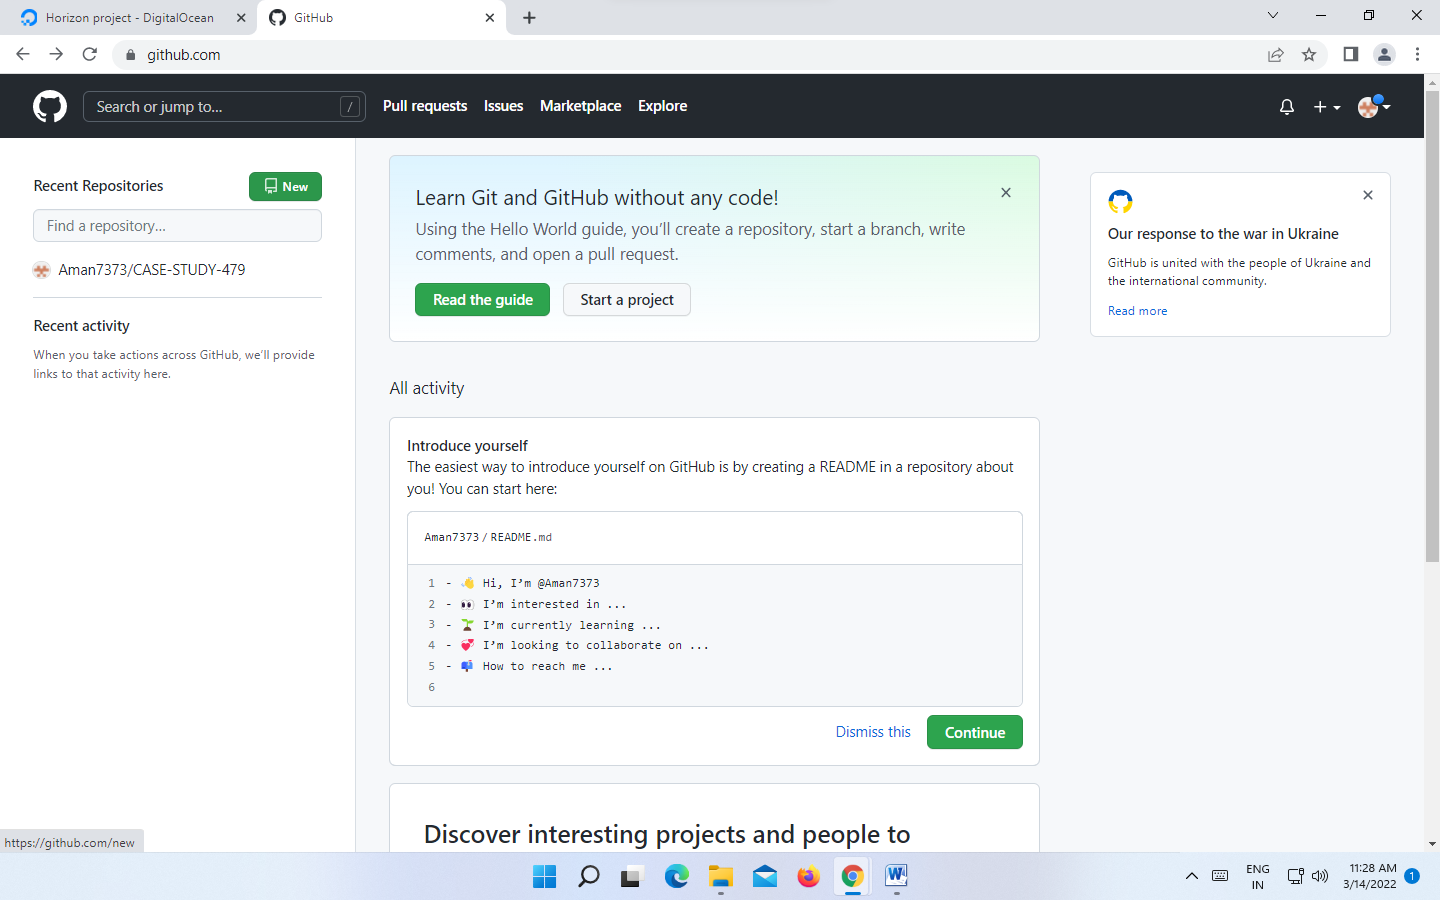 Horizon project - DigitalOcean
GitHub
github.com
Search or jump to...
/
Pull requests
Issues
Marketplace
Explore
Recent Repositories
New
Find a repository...
Aman7373/CASE-STUDY-479
Recent activity
When you take actions across GitHub, we'll provide
links to that activity here.
Learn Git and GitHub without any code!
Using the Hello World guide, you'll create a repository, start a branch, write
comments, and open a pull request.
Read the guide
Start a project
All activity
Introduce yourself
The easiest way to introduce yourself on GitHub is by creating a README in a repository about
you! You can start here:
Aman7373 / README.md
1 - 👋 Hi, I'm @Aman7373
2 - 👀 I'm interested in ...
3 - 🌱 I'm currently learning ...
4 - 💞️ I'm looking to collaborate on ...
5 - 📫 How to reach me ...
6
Dismiss this
Continue
Discover interesting projects and people to
Our response to the war in Ukraine
GitHub is united with the people of Ukraine and
the international community.
Read more
https://github.com/new
W
ENG
IN
11:28 AM
3/14/2022
1